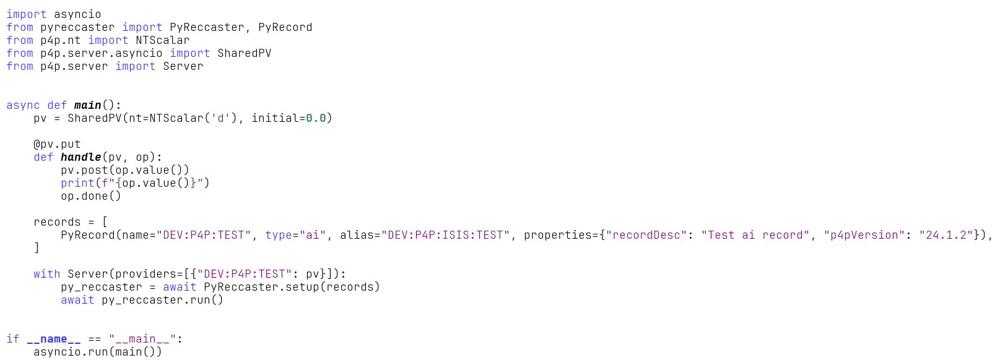 import asyncio
from pyreccaster import PyReccaster, PyRecord
from p4p.nt import NTScalar
from p4p.server.asyncio import SharedPV
from p4p.server import Server


async def main():
    pv = SharedPV(nt=NTScalar('d'), initial=0.0)

    @pv.put
    def handle(pv, op):
        pv.post(op.value())
        print(f"{op.value()}")
        op.done()

    records = [
        PyRecord(name="DEV:P4P:TEST", type="ai", alias="DEV:P4P:ISIS:TEST", properties={"recordDesc": "Test ai record", "p4pVersion": "24.1.2"}),
    ]

    with Server(providers=[{"DEV:P4P:TEST": pv}]):
        py_reccaster = await PyReccaster.setup(records)
        await py_reccaster.run()


if __name__ == "__main__":
    asyncio.run(main())